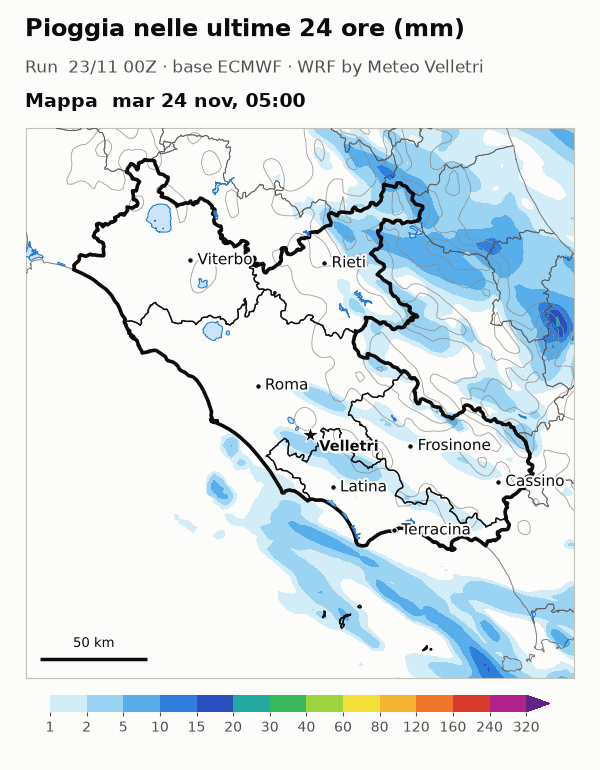 Pioggia nelle ultime 24 ore (mm)
Run  23/11 00Z · base ECMWF · WRF by Meteo Velletri
Mappa  mar 24 nov, 05:00
Viterbo
Rieti
Roma
Velletri
Frosinone
Latina
Cassino
Terracina
50 km
1 2 5 10 15 20 30 40 60 80 120 160 240 320